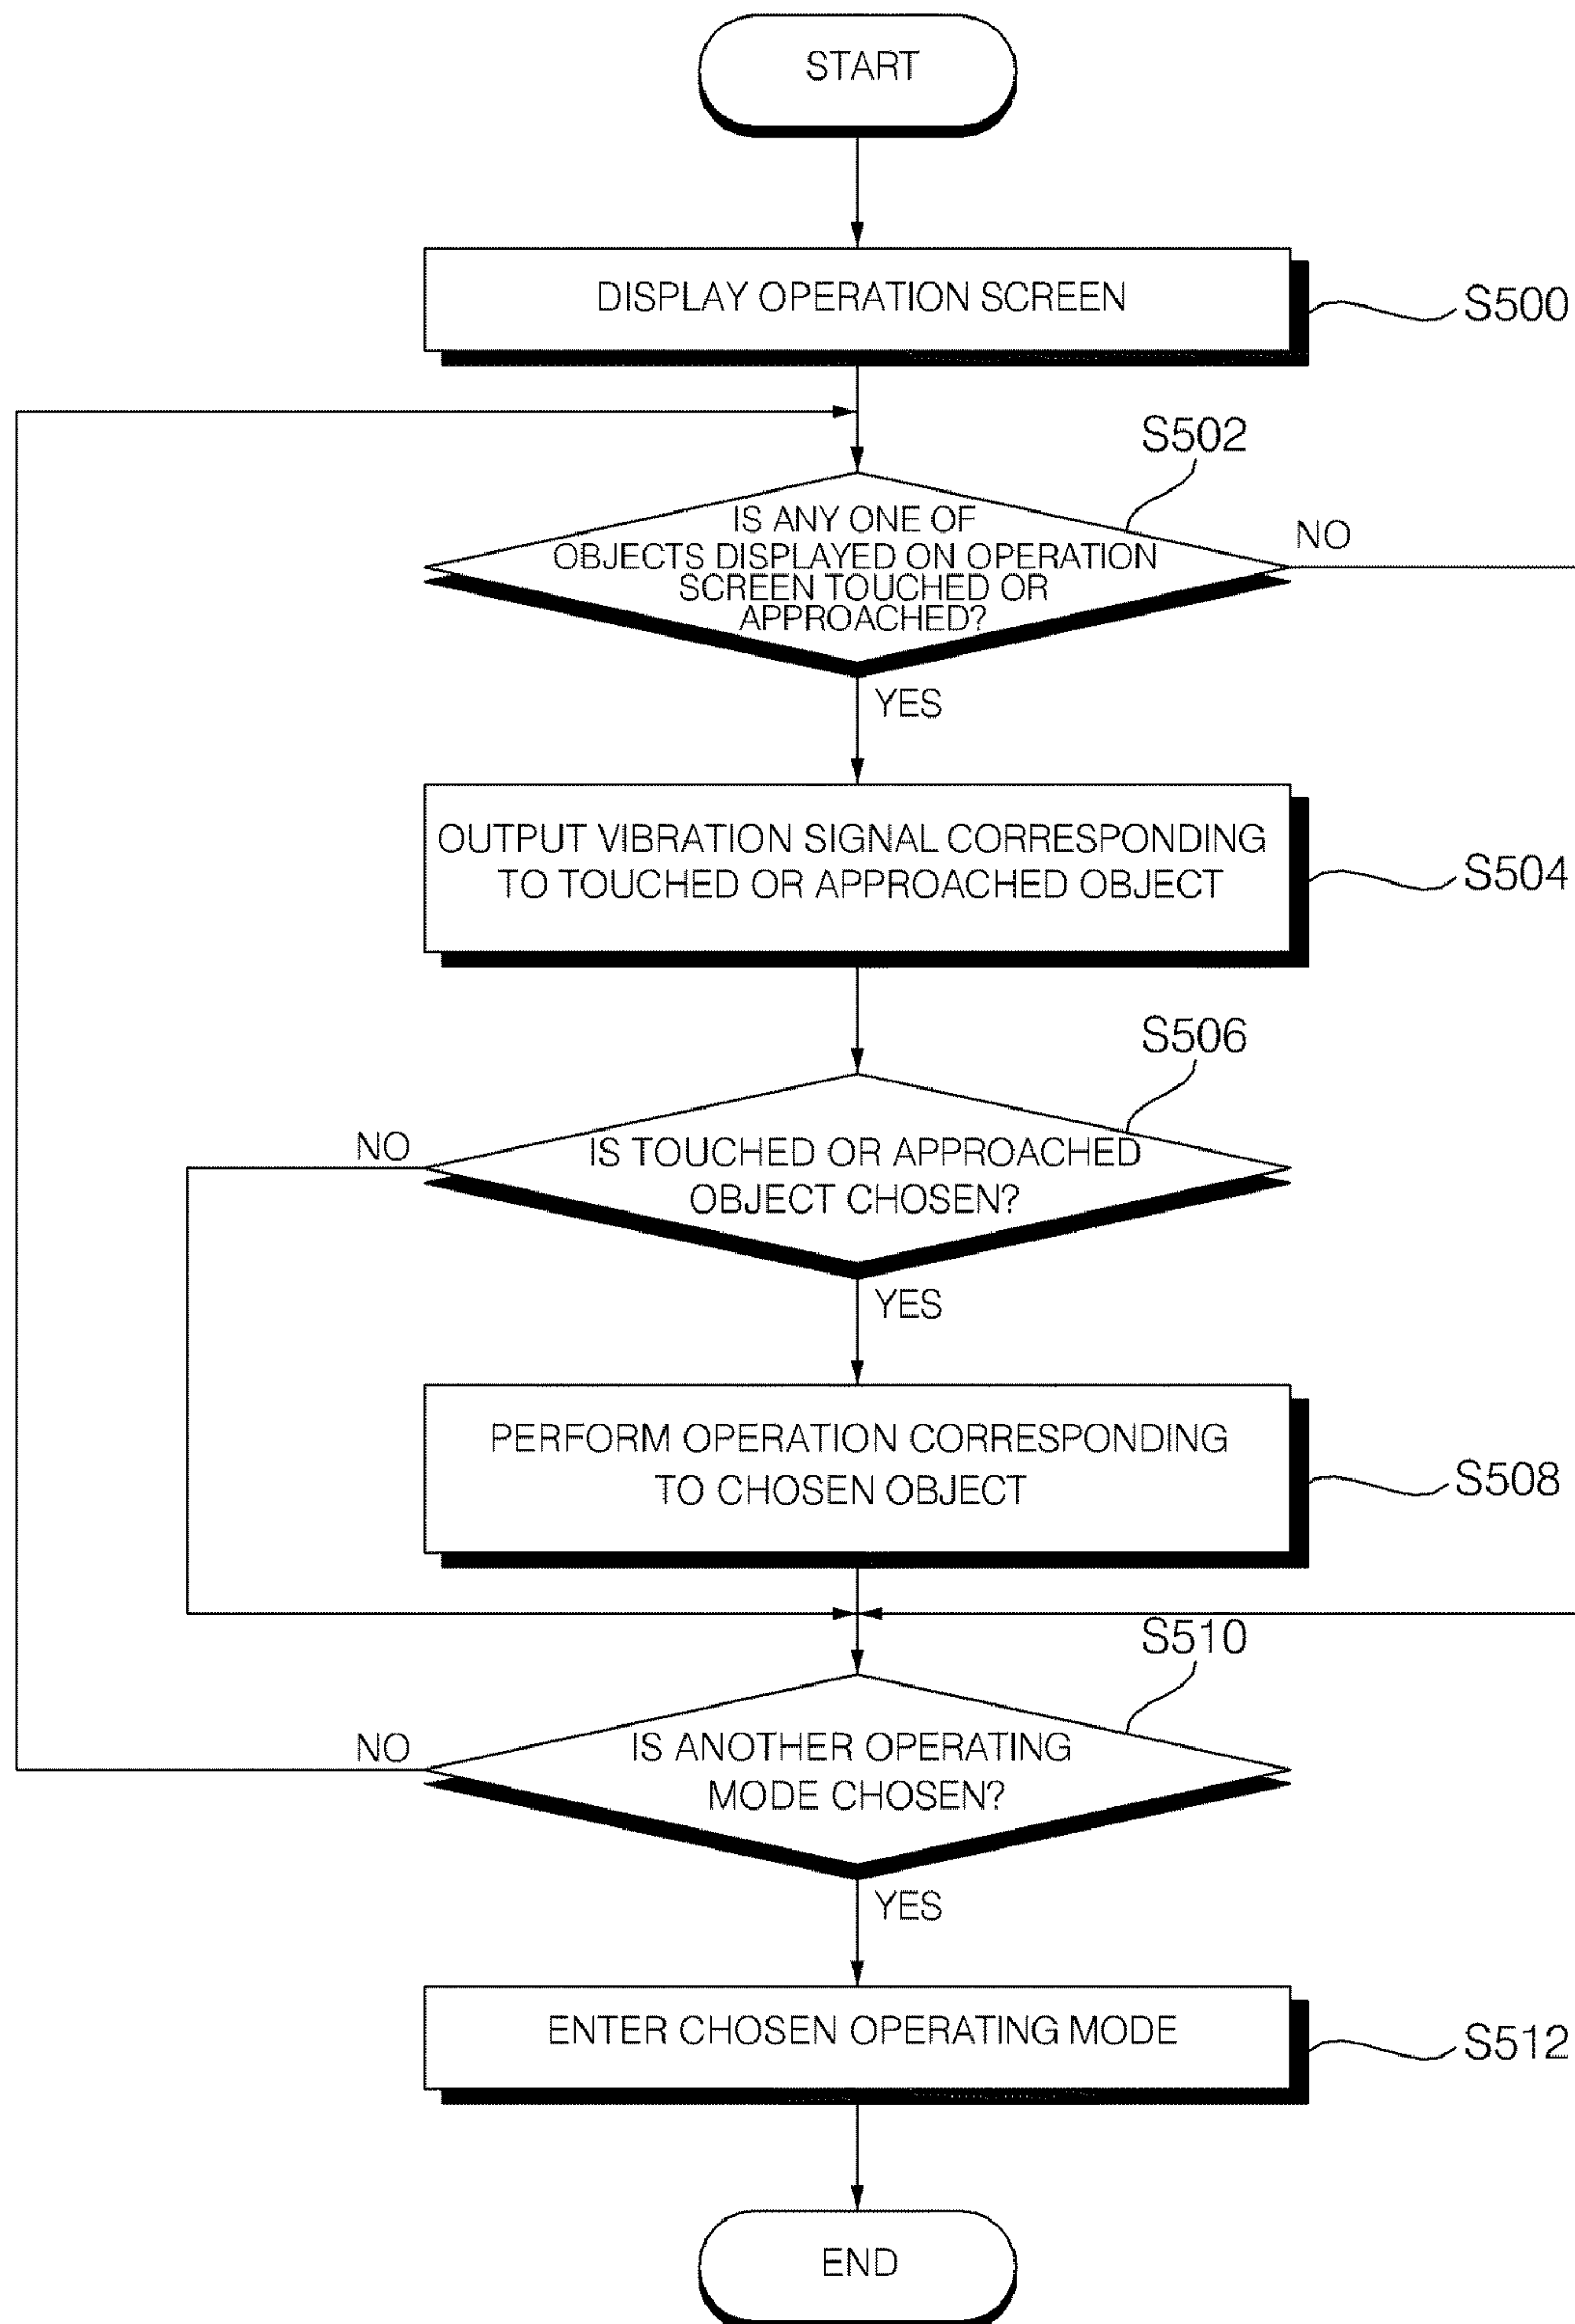 START
DISPLAY OPERATION SCREEN
S500
S502
IS ANY ONE OF
OBJECTS DISPLAYED ON OPERATION
SCREEN TOUCHED OR
APPROACHED?
NO
YES
OUTPUT VIBRATION SIGNAL CORRESPONDING
TO TOUCHED OR APPROACHED OBJECT
S504
S506
NO
IS TOUCHED OR APPROACHED
OBJECT CHOSEN?
YES
PERFORM OPERATION CORRESPONDING
TO CHOSEN OBJECT
S508
S510
NO
IS ANOTHER OPERATING
MODE CHOSEN?
YES
ENTER CHOSEN OPERATING MODE
S512
END